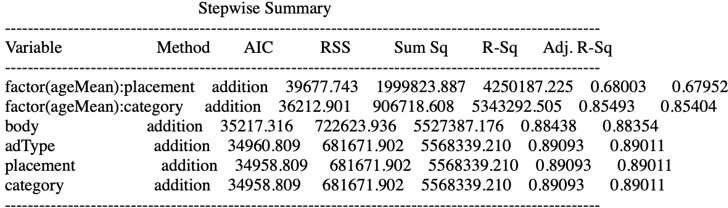 Stepwise Summary
---------------------------------------------------------------------------------------------------------
Variable Method AIC RSS Sum Sq R-Sq Adj. R-Sq
---------------------------------------------------------------------------------------------------------
factor(ageMean):placement addition 39677.743 1999823.887 4250187.225 0.68003 0.67952
factor(ageMean):category addition 36212.901 906718.608 5343292.505 0.85493 0.85404
body addition 35217.316 722623.936 5527387.176 0.88438 0.88354
adType addition 34960.809 681671.902 5568339.210 0.89093 0.89011
placement addition 34958.809 681671.902 5568339.210 0.89093 0.89011
category addition 34958.809 681671.902 5568339.210 0.89093 0.89011
---------------------------------------------------------------------------------------------------------